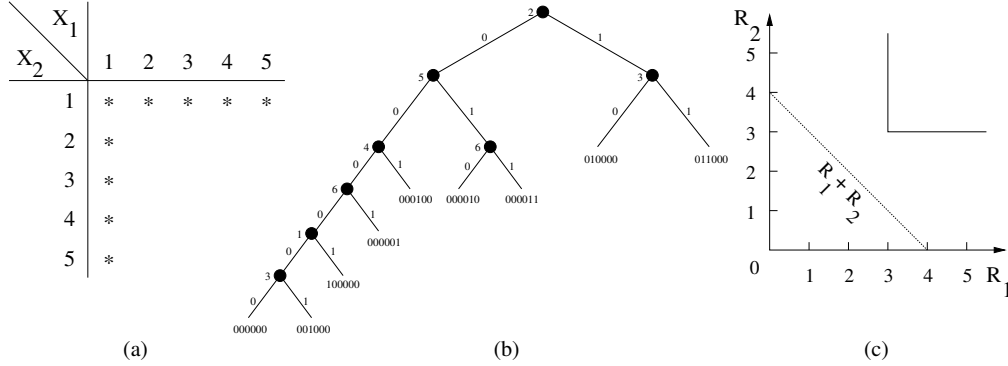 X1
X2
1 2 3 4 5
1 * * * * *
2 *
3 *
4 *
5 *
(a)
2
0 1
5 3
0 1 0 1
4 6
0 1 0 1
010000 011000
6 000100 000010 000011
0 1
1 000001
0 1
3 100000
0 1
000000 001000
(b)
R2
5
4
3
2
1
0
R1 + R2
1 2 3 4 5 R1
(c)